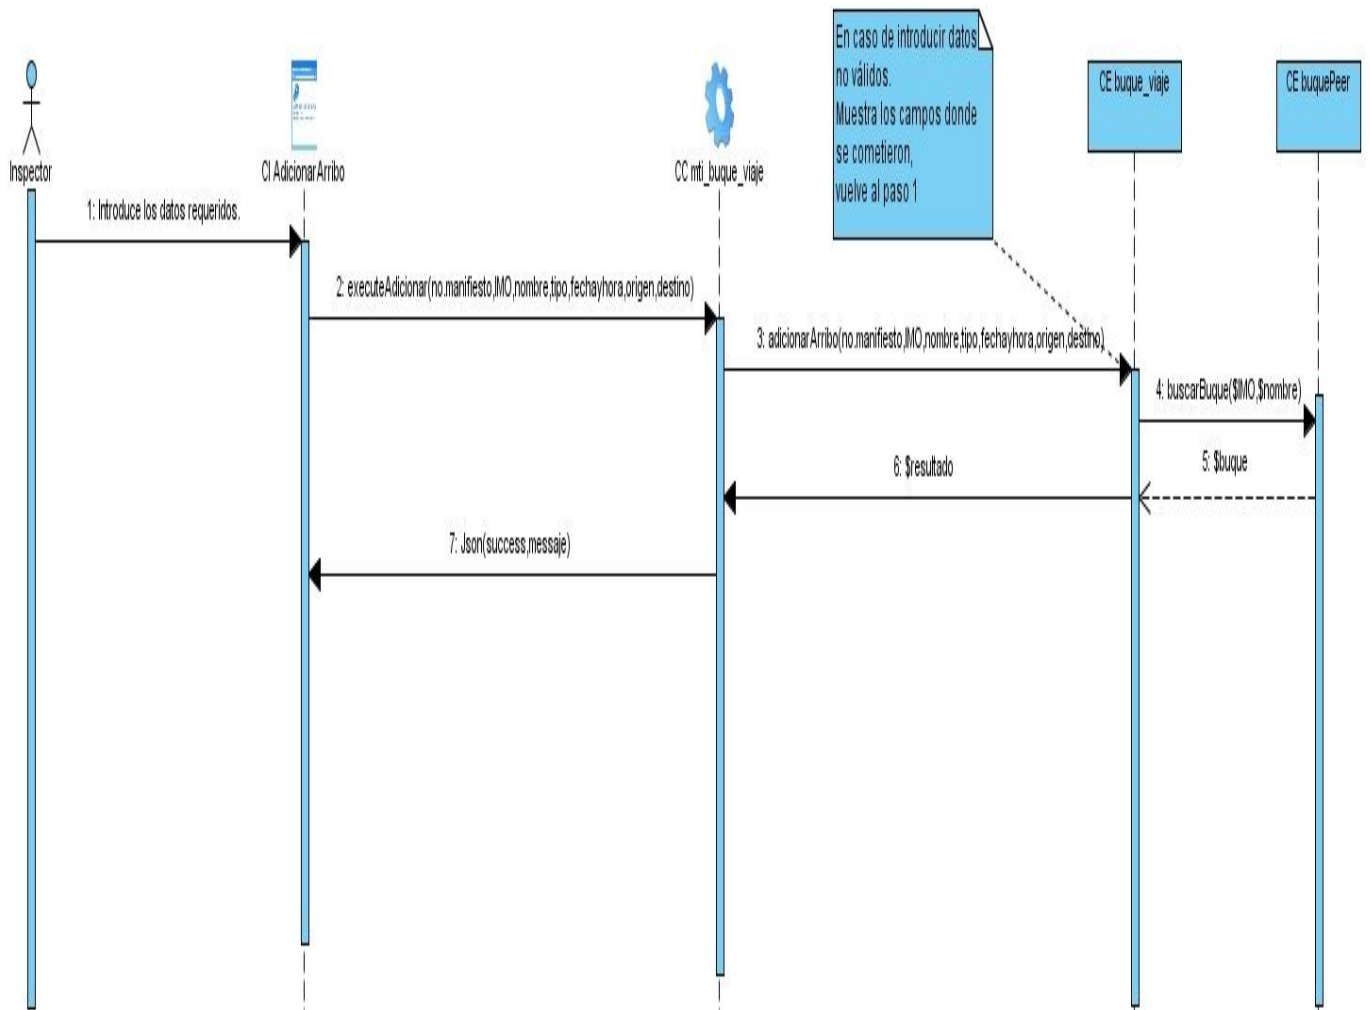 En caso de introducir datos
no válidos.
Muestra los campos donde
se cometieron,
vuelve al paso 1
CE buque_viaje
CE buquePeer
Inspector
CI AdicionarArribo
CC mti_buque_viaje
1: Introduce los datos requeridos.
2: executeAdicionar(no.manifiesto,IMO,nombre,tipo,fechayhora,origen,destino)
3: adicionarArribo(no.manifiesto,IMO,nombre,tipo,fechayhora,origen,destino)
4: buscarBuque($IMO,$nombre)
5: $buque
6: $resultado
7: Json(success,messaje)